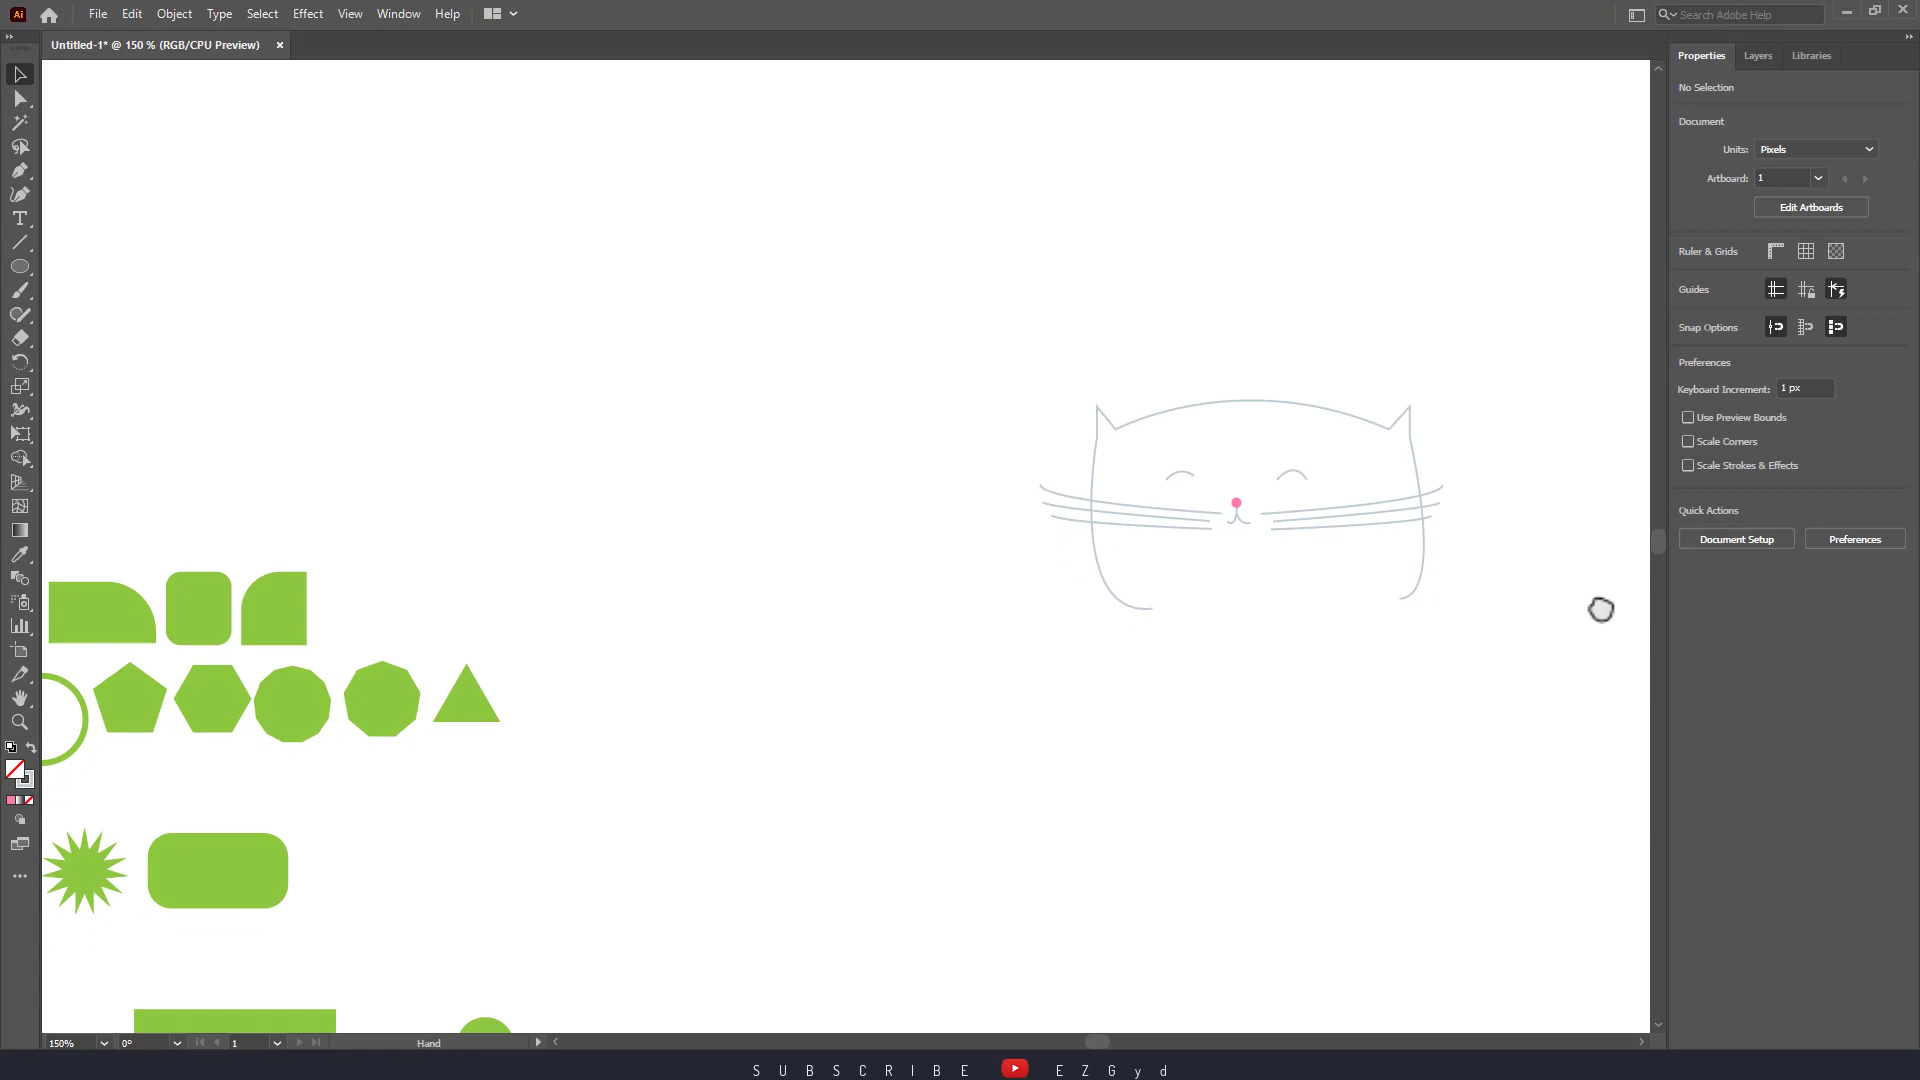 Ai File Edit Object Type Select Effect View Window Help Search Adobe Help
Untitled-1* @ 150 % (RGB/CPU Preview)
Properties Layers Libraries
No Selection
Document
Units: Pixels
Artboard: 1
Edit Artboards
Ruler & Grids
Guides
Snap Options
Preferences
Keyboard Increment: 1 px
Use Preview Bounds
Scale Corners
Scale Strokes & Effects
Quick Actions
Document Setup Preferences
150% 0° 1 Hand
SUBSCRIBE EZGyd